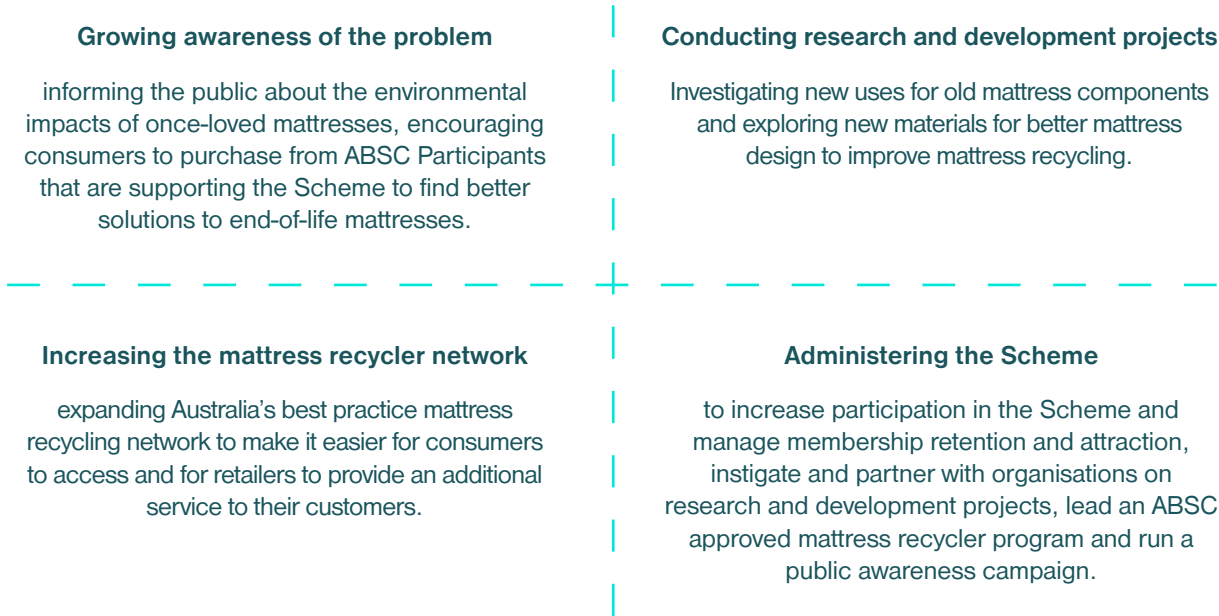 Growing awareness of the problem
informing the public about the environmental
impacts of once-loved mattresses, encouraging
consumers to purchase from ABSC Participants
that are supporting the Scheme to find better
solutions to end-of-life mattresses.
Conducting research and development projects
Investigating new uses for old mattress components
and exploring new materials for better mattress
design to improve mattress recycling.
Increasing the mattress recycler network
expanding Australia’s best practice mattress
recycling network to make it easier for consumers
to access and for retailers to provide an additional
service to their customers.
Administering the Scheme
to increase participation in the Scheme and
manage membership retention and attraction,
instigate and partner with organisations on
research and development projects, lead an ABSC
approved mattress recycler program and run a
public awareness campaign.